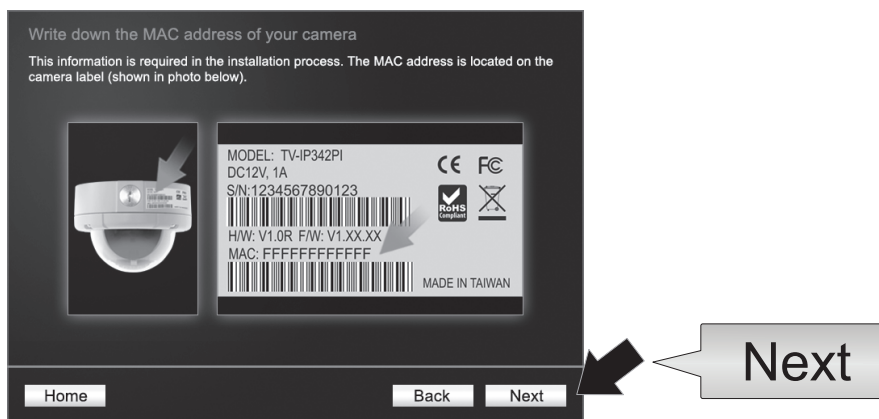 Write down the MAC address of your camera
This information is required in the installation process. The MAC address is located on the
camera label (shown in photo below).
MODEL: TV-IP342PI
DC12V, 1A
S/N:1234567890123
H/W: V1.0R F/W: V1.XX.XX
MAC: FFFFFFFFFFFF
CE FC
RoHS
Compliant
MADE IN TAIWAN
Home
Back
Next
Next